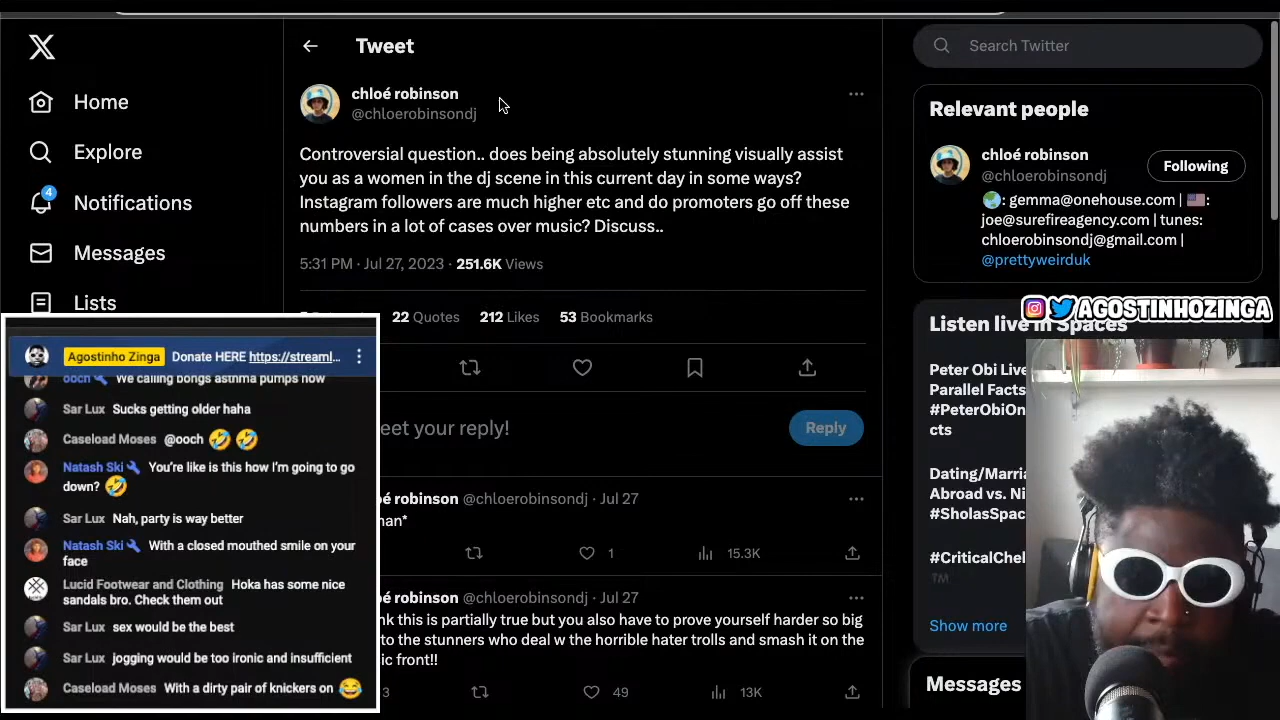 Home
Explore
4
Notifications
Messages
Lists
Tweet
chloé robinson
@chloerobinsondj
Controversial question.. does being absolutely stunning visually assist
you as a women in the dj scene in this current day in some ways?
Instagram followers are much higher etc and do promoters go off these
numbers in a lot of cases over music? Discuss..
5:31 PM · Jul 27, 2023 · 251.6K Views
22 Quotes 212 Likes 53 Bookmarks
eet your reply!
Reply
robinson @chloerobinsondj · Jul 27
1
15.3K
robinson @chloerobinsondj · Jul 27
nk this is partially true but you also have to prove yourself harder so big
to the stunners who deal w the horrible hater trolls and smash it on the
ic front!!
3
49
13K
Search Twitter
Relevant people
chloé robinson
@chloerobinsondj
Following
: gemma@onehouse.com | :
joe@surefireagency.com | tunes:
chloerobinsondj@gmail.com |
@prettyweirduk
AGOSTINHOZINGA
Listen live in Spaces
Peter Obi Live
Parallel Facts
#PeterObiOn
cts
Dating/Marria
Abroad vs. Ni
#SholasSpac
#CriticalChel
TM
Show more
Messages
Agostinho Zinga Donate HERE https://streaml...
ooch We calling bongs asthma pumps now
Sar Lux Sucks getting older haha
Caseload Moses @ooch
Natash Ski You're like is this how I'm going to go
down?
Sar Lux Nah, party is way better
Natash Ski With a closed mouthed smile on your
face
Lucid Footwear and Clothing Hoka has some nice
sandals bro. Check them out
Sar Lux sex would be the best
Sar Lux jogging would be too ironic and insufficient
Caseload Moses With a dirty pair of knickers on